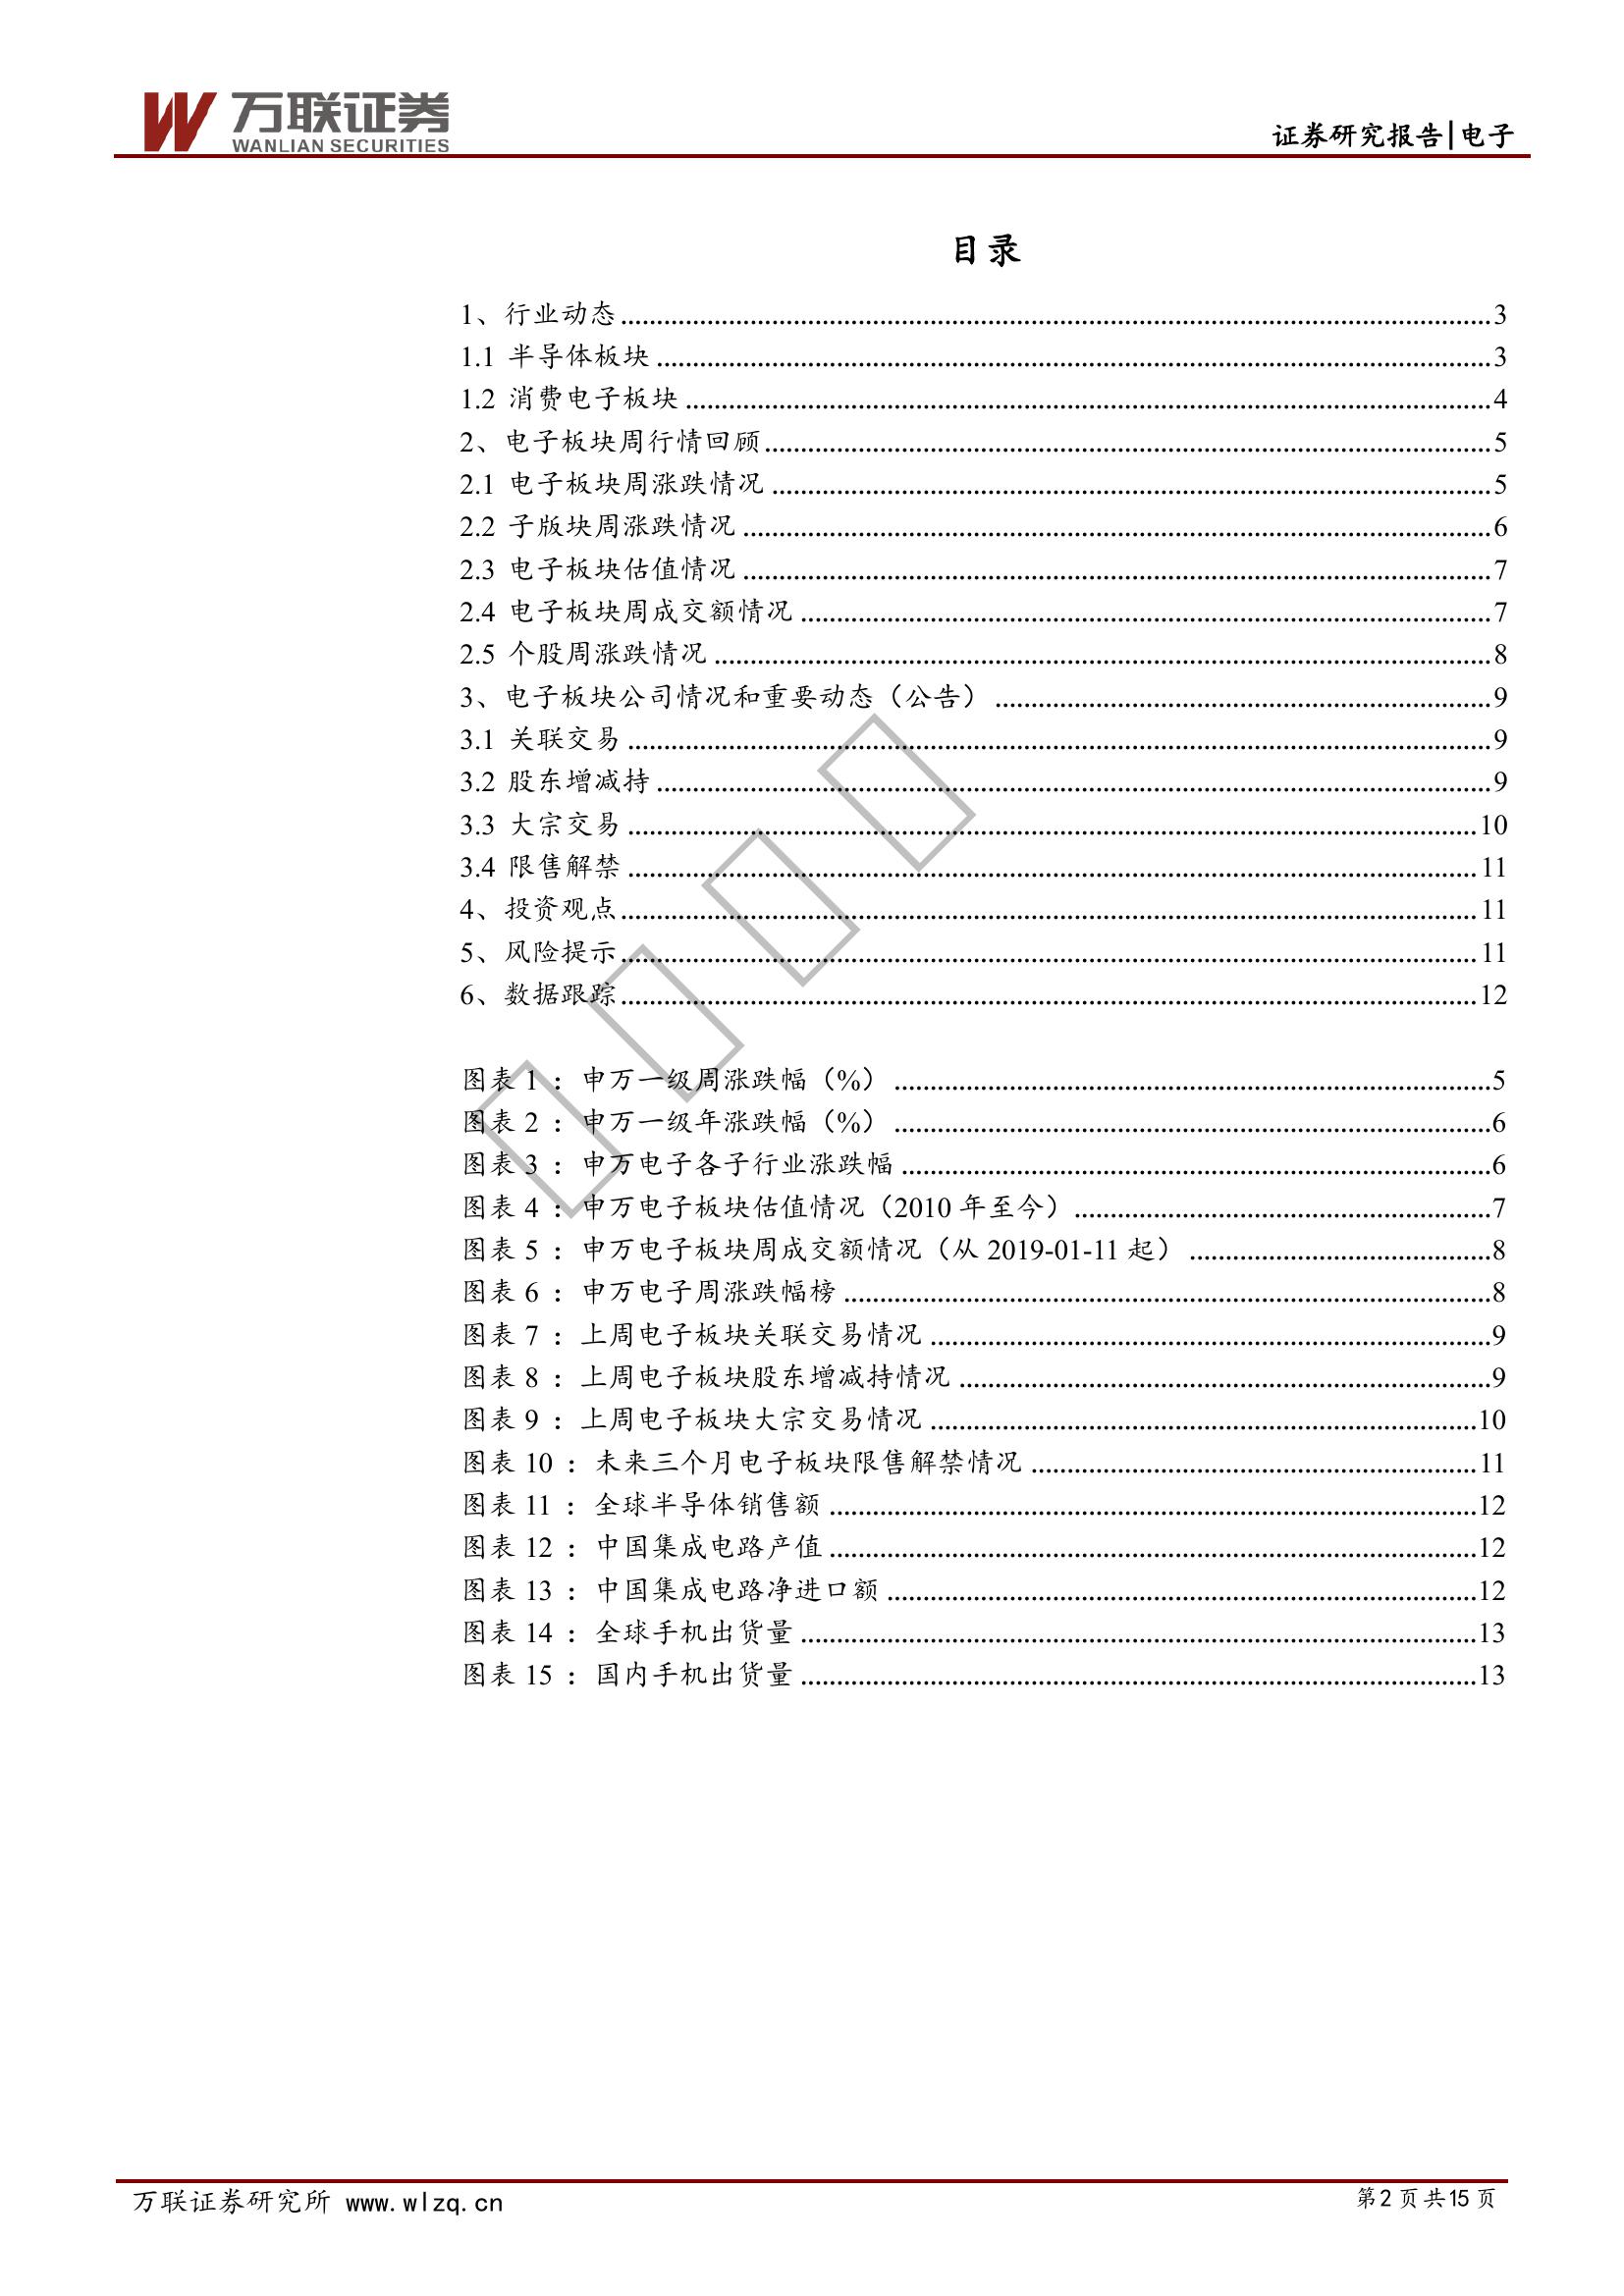 万联证券
WANLIAN SECURITIES
证券研究报告|电子
目录
1、行业动态......3
1.1 半导体板块......3
1.2 消费电子板块......4
2、电子板块周行情回顾......5
2.1 电子板块周涨跌情况......5
2.2 子版块周涨跌情况......6
2.3 电子板块估值情况......7
2.4 电子板块周成交额情况......7
2.5 个股周涨跌情况......8
3、电子板块公司情况和重要动态（公告）......9
3.1 关联交易......9
3.2 股东增减持......9
3.3 大宗交易......10
3.4 限售解禁......11
4、投资观点......11
5、风险提示......11
6、数据跟踪......12
图表 1 ：申万一级周涨跌幅（%）......5
图表 2 ：申万一级年涨跌幅（%）......6
图表 3 ：申万电子各子行业涨跌幅......6
图表 4 ：申万电子板块估值情况（2010 年至今）......7
图表 5 ：申万电子板块周成交额情况（从 2019-01-11 起）......8
图表 6 ：申万电子周涨跌幅榜......8
图表 7 ：上周电子板块关联交易情况......9
图表 8 ：上周电子板块股东增减持情况......9
图表 9 ：上周电子板块大宗交易情况......10
图表 10 ：未来三个月电子板块限售解禁情况......11
图表 11 ：全球半导体销售额......12
图表 12 ：中国集成电路产值......12
图表 13 ：中国集成电路净进口额......12
图表 14 ：全球手机出货量......13
图表 15 ：国内手机出货量......13
万联证券研究所 www.wlzq.cn
第 2 页 共 15 页